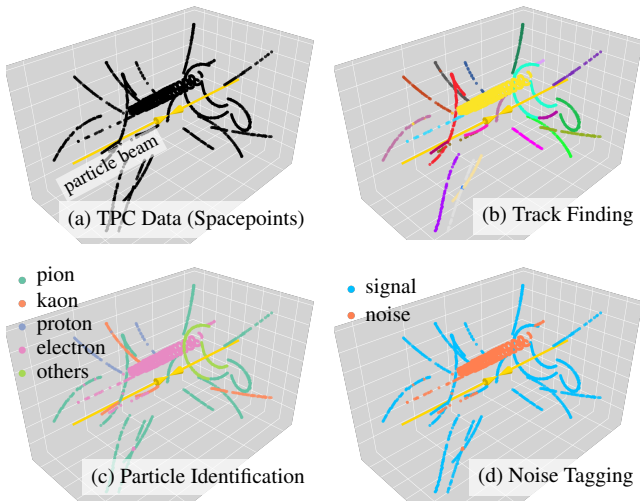 particle beam
(a) TPC Data (Spacepoints)
(b) Track Finding
pion
kaon
proton
electron
others
(c) Particle Identification
signal
noise
(d) Noise Tagging